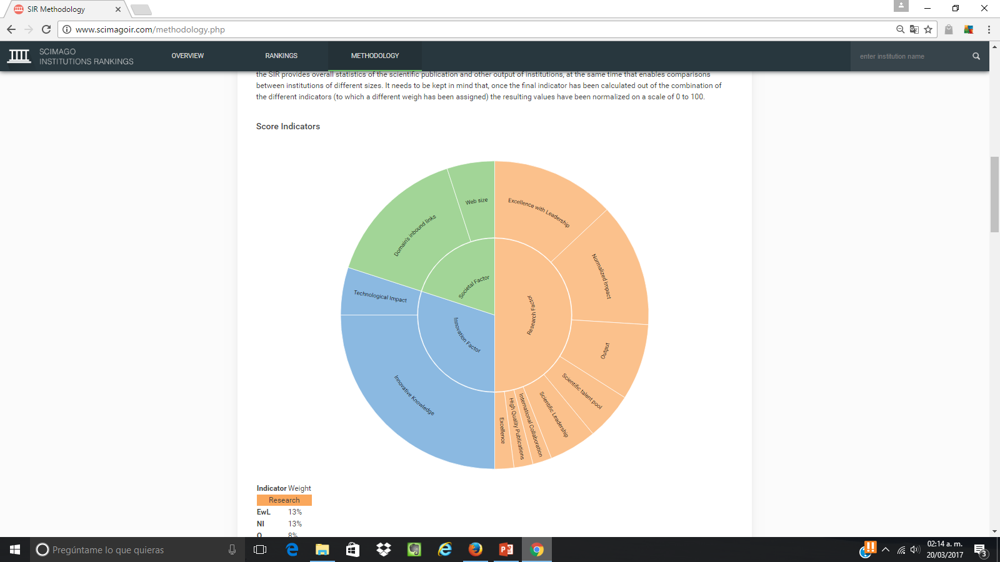 SIR Methodology
www.scimagoir.com/methodology.php
SCIMAGO
INSTITUTIONS RANKINGS
OVERVIEW
RANKINGS
METHODOLOGY
enter institution name
the SIR provides overall statistics of the scientific publication and other output of institutions, at the same time that enables comparisons
between institutions of different sizes. It needs to be kept in mind that, once the final indicator has been calculated out of the combination of
the different indicators (to which a different weigh has been assigned) the resulting values have been normalized on a scale of 0 to 100.
Score Indicators
Web size
Excellence with Leadership
Domain's inbound links
Normalized Impact
Societal Factor
Technological Impact
Research Factor
Innovation Factor
Output
Scientific talent pool
Innovative Knowledge
Scientific Leadership
International Collaboration
High Quality Publications
Excellence
Indicator Weight
Research
EwL 13%
NI 13%
O 8%
Pregúntame lo que quieras
02:14 a. m.
20/03/2017
3